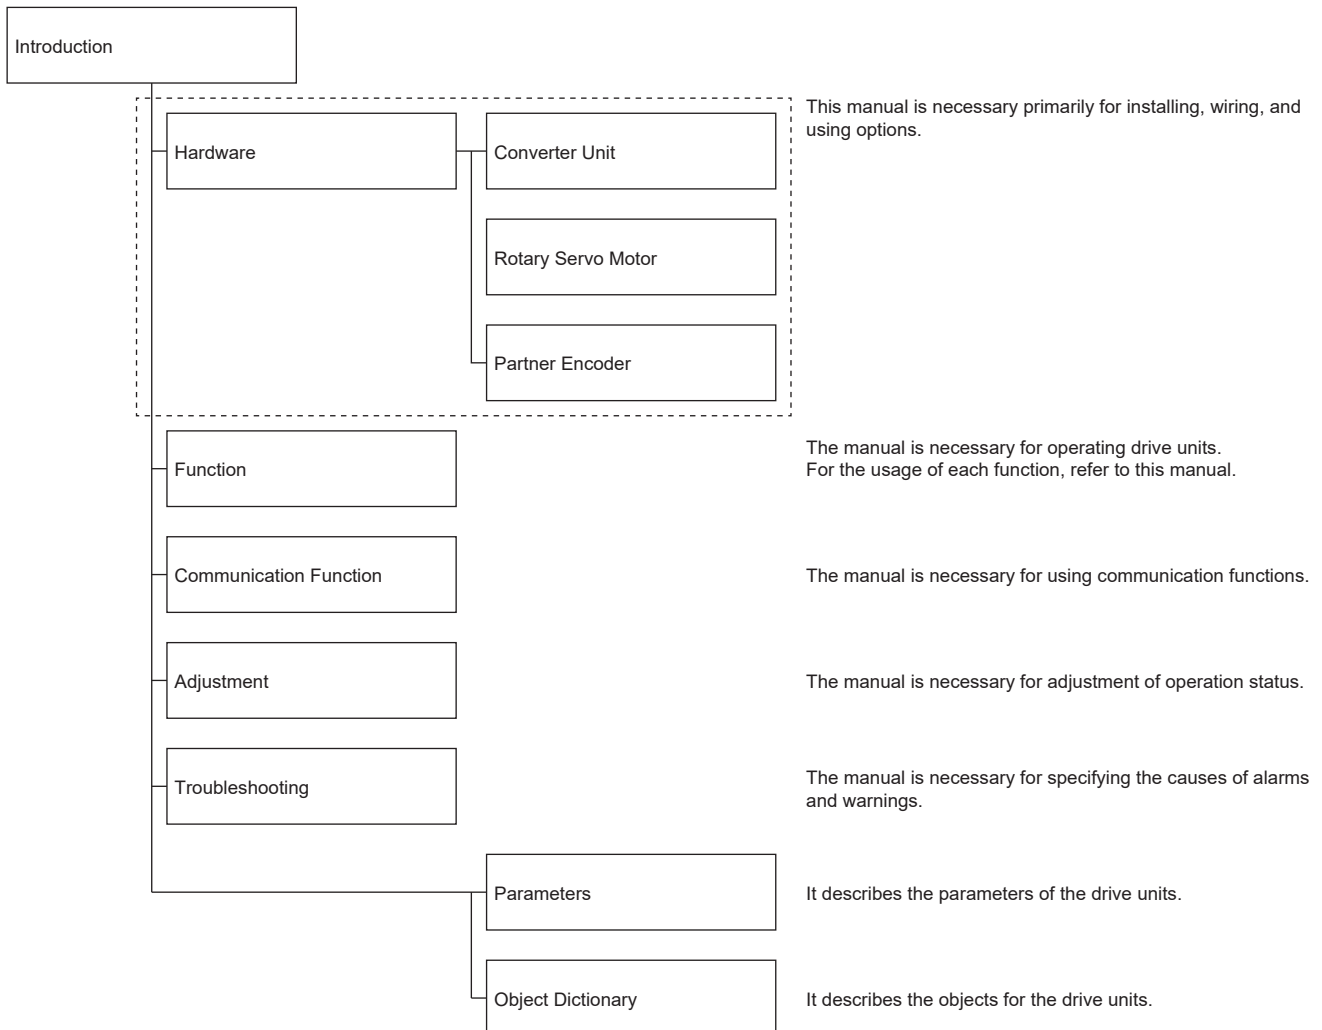 Introduction
This manual is necessary primarily for installing, wiring, and
using options.
Hardware
Converter Unit
Rotary Servo Motor
Partner Encoder
Function
The manual is necessary for operating drive units.
For the usage of each function, refer to this manual.
Communication Function
The manual is necessary for using communication functions.
Adjustment
The manual is necessary for adjustment of operation status.
Troubleshooting
The manual is necessary for specifying the causes of alarms
and warnings.
Parameters
It describes the parameters of the drive units.
Object Dictionary
It describes the objects for the drive units.